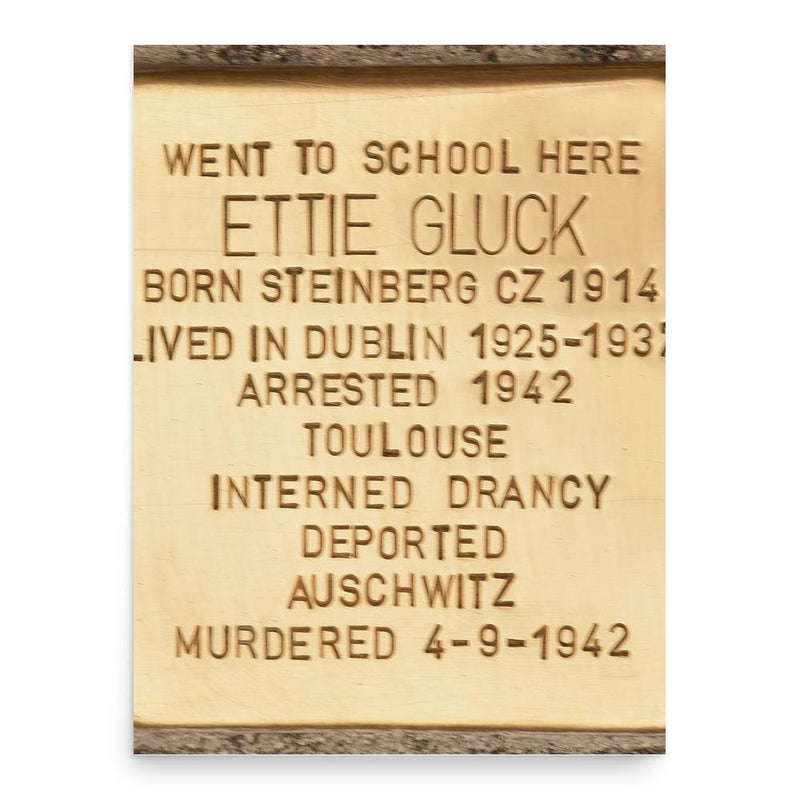 WENT TO SCHOOL HERE
ETTIE GLUCK
BORN STEINBERG CZ 1914
LIVED IN DUBLIN 1925-1937
ARRESTED 1942
TOULOUSE
INTERNED DRANCY
DEPORTED
AUSCHWITZ
MURDERED 4-9-1942